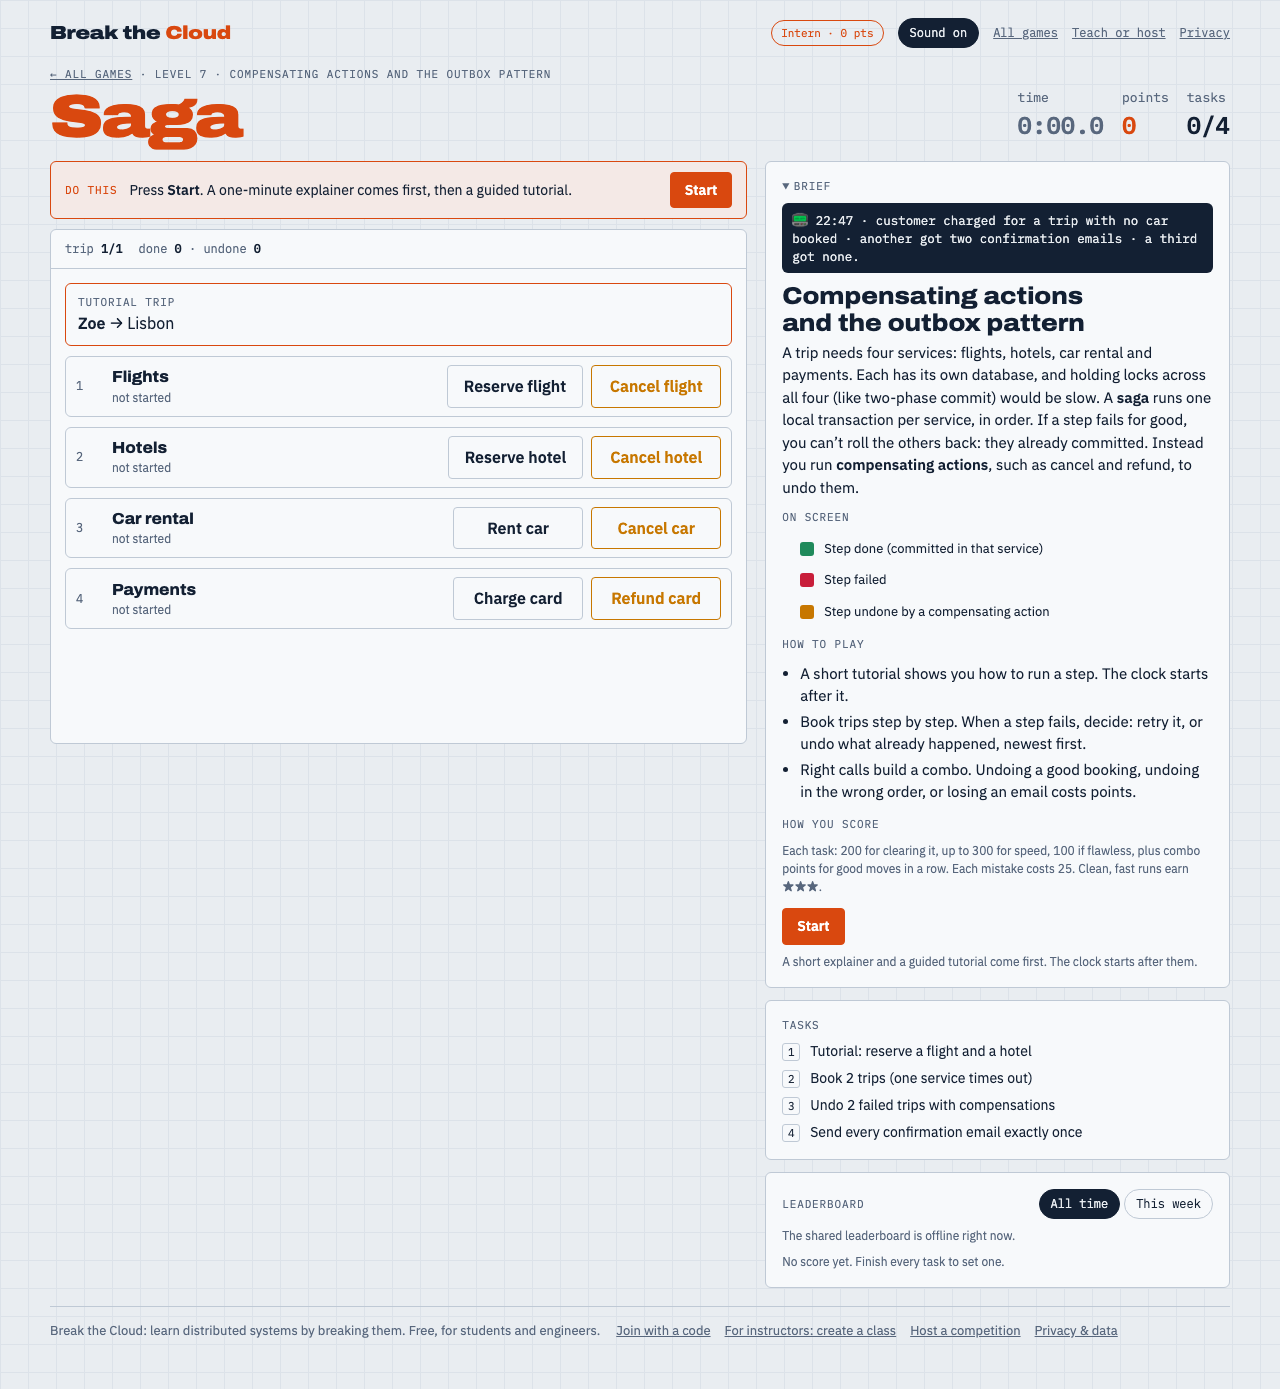 Break the Cloud
Intern · 0 pts
Sound on
All games
Teach or host
Privacy
← ALL GAMES · LEVEL 7 · COMPENSATING ACTIONS AND THE OUTBOX PATTERN
Saga
time
0:00.0
points
0
tasks
0/4
DO THIS Press Start. A one-minute explainer comes first, then a guided tutorial.
Start
trip 1/1 done 0 · undone 0
TUTORIAL TRIP
Zoe → Lisbon
1
Flights
not started
Reserve flight
Cancel flight
2
Hotels
not started
Reserve hotel
Cancel hotel
3
Car rental
not started
Rent car
Cancel car
4
Payments
not started
Charge card
Refund card
▼ BRIEF
22:47 · customer charged for a trip with no car
booked · another got two confirmation emails · a third
got none.
Compensating actions
and the outbox pattern
A trip needs four services: flights, hotels, car rental and
payments. Each has its own database, and holding locks across
all four (like two-phase commit) would be slow. A saga runs one
local transaction per service, in order. If a step fails for good,
you can’t roll the others back: they already committed. Instead
you run compensating actions, such as cancel and refund, to
undo them.
ON SCREEN
Step done (committed in that service)
Step failed
Step undone by a compensating action
HOW TO PLAY
• A short tutorial shows you how to run a step. The clock starts
after it.
• Book trips step by step. When a step fails, decide: retry it, or
undo what already happened, newest first.
• Right calls build a combo. Undoing a good booking, undoing
in the wrong order, or losing an email costs points.
HOW YOU SCORE
Each task: 200 for clearing it, up to 300 for speed, 100 if flawless, plus combo
points for good moves in a row. Each mistake costs 25. Clean, fast runs earn
★★★.
Start
A short explainer and a guided tutorial come first. The clock starts after them.
TASKS
1 Tutorial: reserve a flight and a hotel
2 Book 2 trips (one service times out)
3 Undo 2 failed trips with compensations
4 Send every confirmation email exactly once
LEADERBOARD
All time
This week
The shared leaderboard is offline right now.
No score yet. Finish every task to set one.
Break the Cloud: learn distributed systems by breaking them. Free, for students and engineers.
Join with a code
For instructors: create a class
Host a competition
Privacy & data